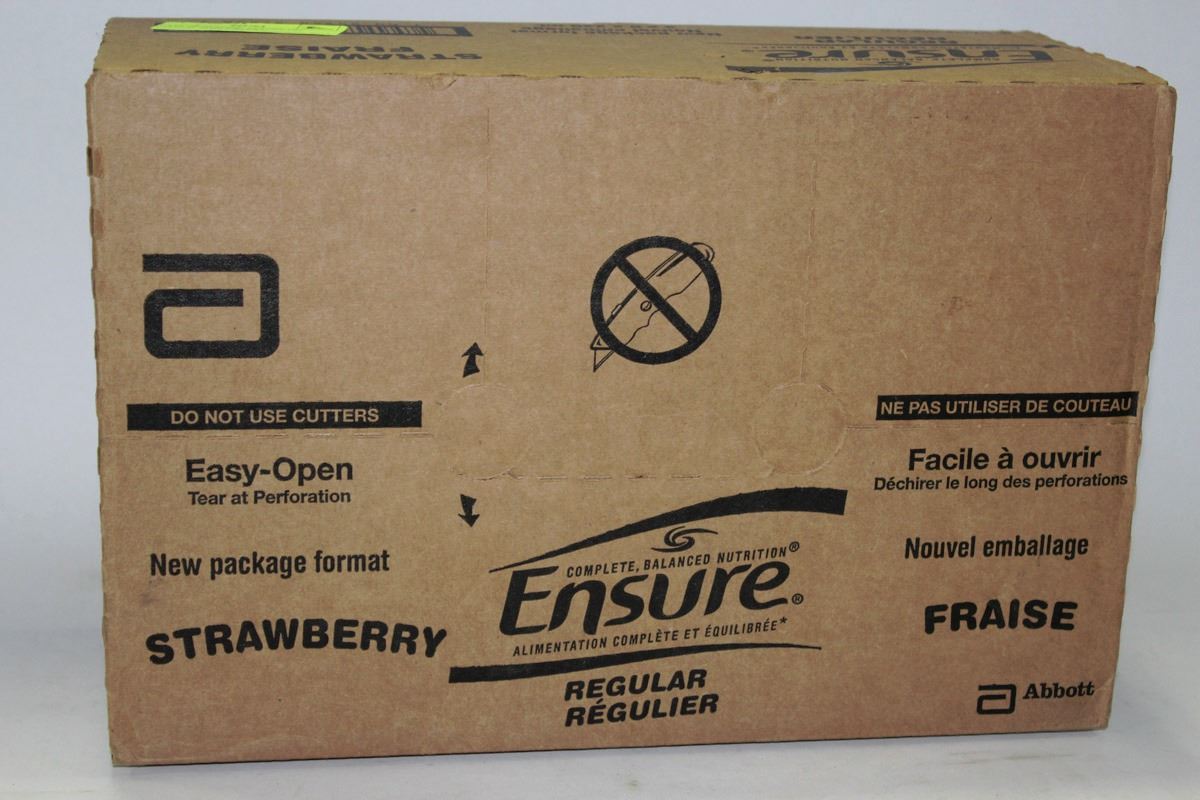 STRAWBERRY
FRAISE
Ensure
DO NOT USE CUTTERS
Easy-Open
Tear at Perforation
New package format
STRAWBERRY
COMPLETE, BALANCED NUTRITION®
Ensure®
ALIMENTATION COMPLÈTE ET ÉQUILIBRÉE*
REGULAR
RÉGULIER
NE PAS UTILISER DE COUTEAU
Facile à ouvrir
Déchirer le long des perforations
Nouvel emballage
FRAISE
Abbott